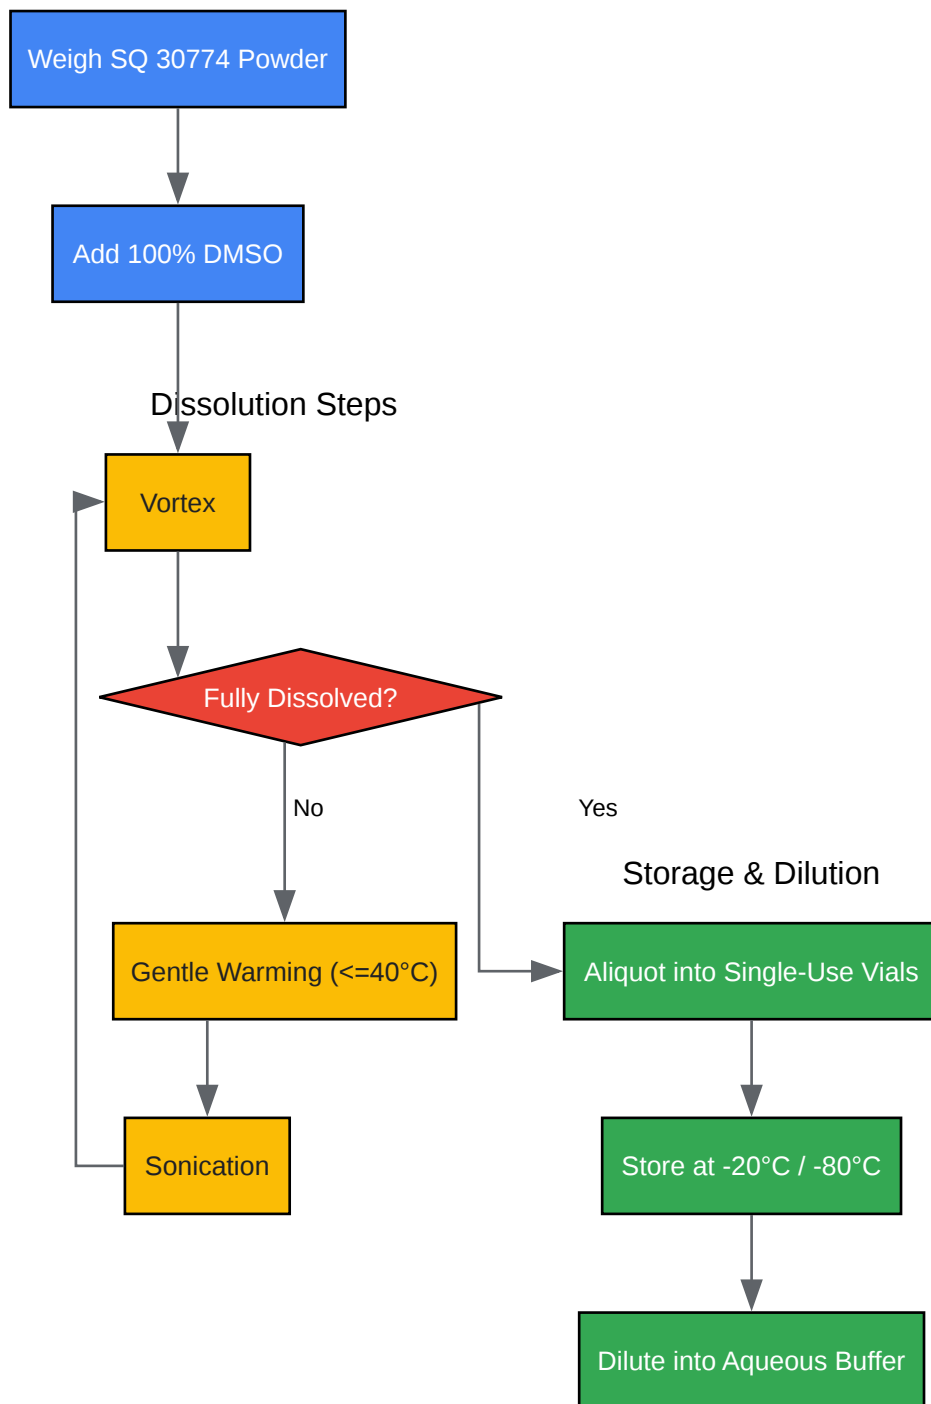 Weigh SQ 30774 Powder
Add 100% DMSO
Dissolution Steps
Vortex
Fully Dissolved?
No
Yes
Storage & Dilution
Gentle Warming (<=40°C)
Aliquot into Single-Use Vials
Sonication
Store at -20°C / -80°C
Dilute into Aqueous Buffer